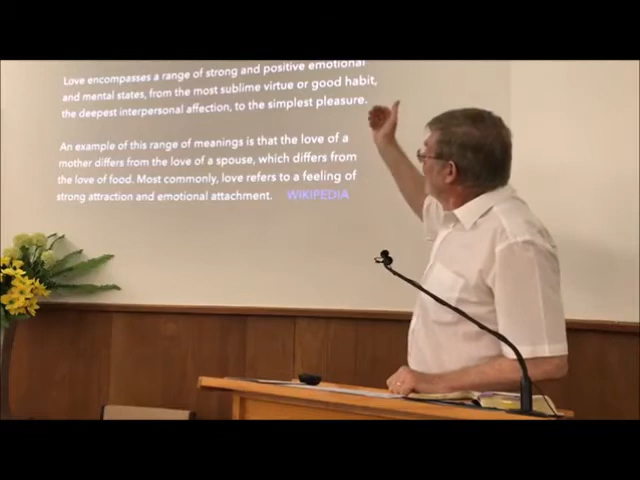 Love encompasses a range of strong and positive emotional
and mental states, from the most sublime virtue or good habit,
the deepest interpersonal affection, to the simplest pleasure.
An example of this range of meanings is that the love of a
mother differs from the love of a spouse, which differs from
the love of food. Most commonly, love refers to a feeling of
strong attraction and emotional attachment. WIKIPEDIA